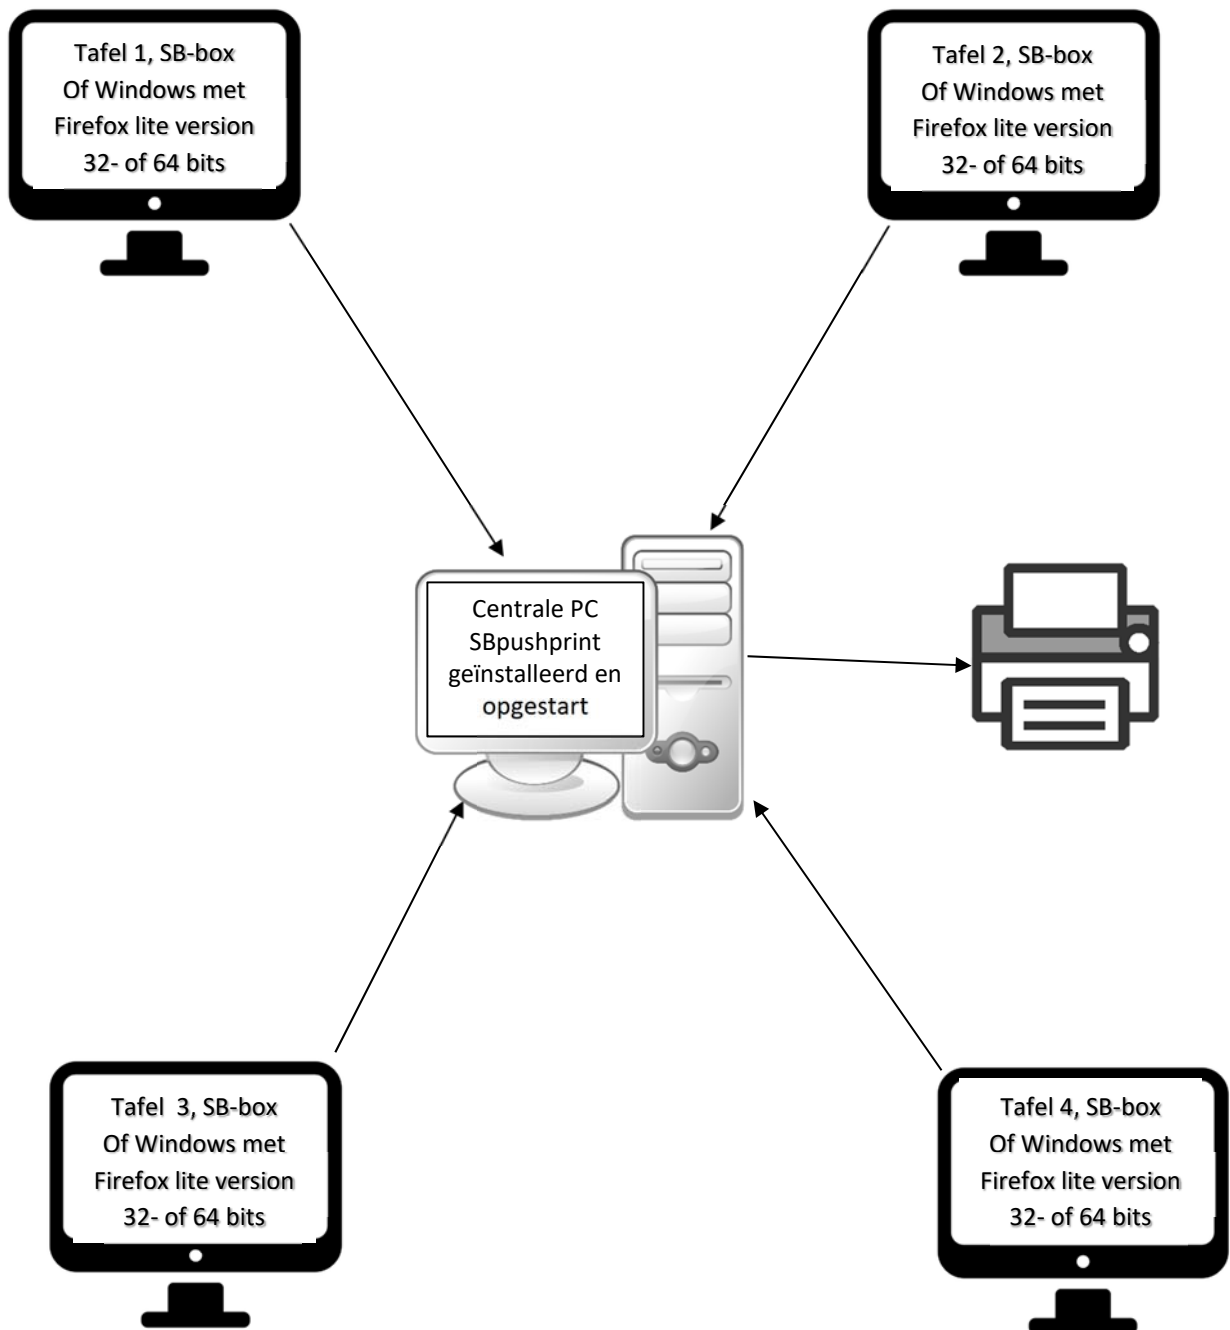 Tafel 1, SB-box
Of Windows met
Firefox lite version
32- of 64 bits
Tafel 2, SB-box
Of Windows met
Firefox lite version
32- of 64 bits
Centrale PC
SBpushprint
geïnstalleerd en
opgestart
Tafel  3, SB-box
Of Windows met
Firefox lite version
32- of 64 bits
Tafel 4, SB-box
Of Windows met
Firefox lite version
32- of 64 bits